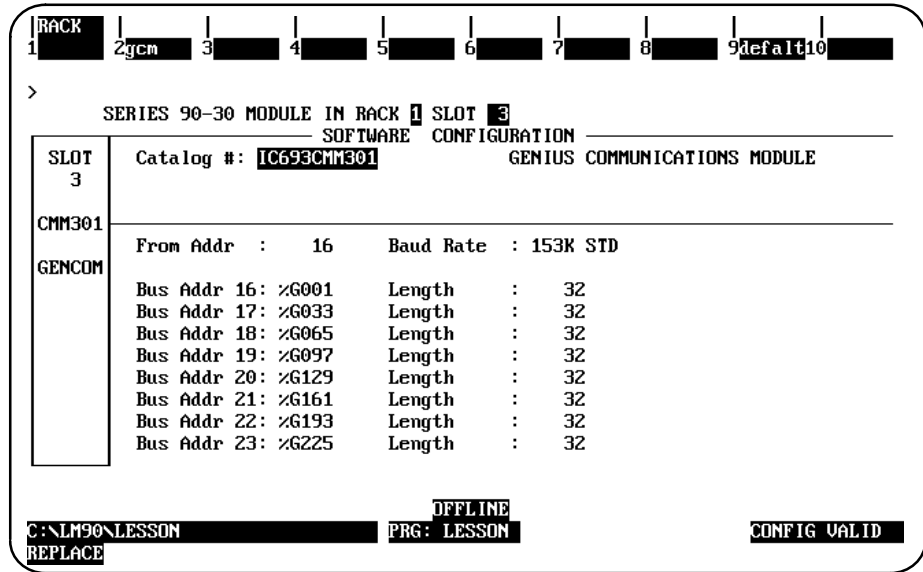 RACK
1 2gcm 3 4 5 6 7 8 9defalt10
>
SERIES 90-30 MODULE IN RACK 1 SLOT 3
SOFTWARE CONFIGURATION
SLOT Catalog #: IC693CMM301 GENIUS COMMUNICATIONS MODULE
3
CMM301
From Addr : 16 Baud Rate : 153K STD
GENCOM
Bus Addr 16: %G001 Length : 32
Bus Addr 17: %G033 Length : 32
Bus Addr 18: %G065 Length : 32
Bus Addr 19: %G097 Length : 32
Bus Addr 20: %G129 Length : 32
Bus Addr 21: %G161 Length : 32
Bus Addr 22: %G193 Length : 32
Bus Addr 23: %G225 Length : 32
OFFLINE
C:\LM90\LESSON PRG: LESSON CONFIG VALID
REPLACE